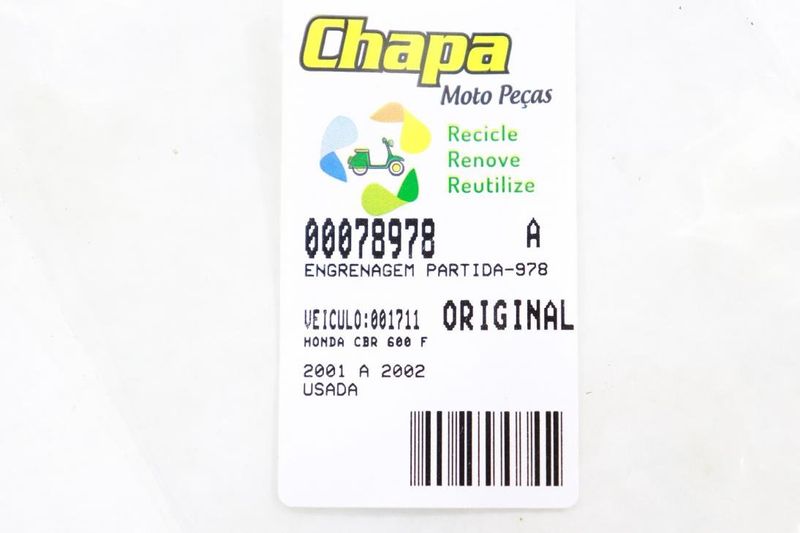 Chapa
Moto Peças
Recicle
Renove
Reutilize
00078978 A
ENGRENAGEM PARTIDA-978
VEICULO:001711 ORIGINAL
HONDA CBR 600 F
2001 A 2002
USADA